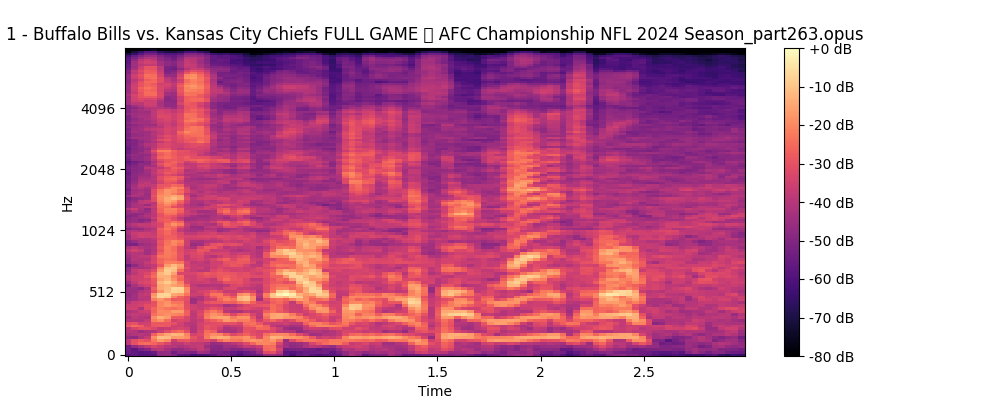 1 - Buffalo Bills vs. Kansas City Chiefs FULL GAME ▯ AFC Championship NFL 2024 Season_part263.opus
+0 dB
-10 dB
-20 dB
-30 dB
-40 dB
-50 dB
-60 dB
-70 dB
-80 dB
4096
2048
1024
512
0
Hz
0
0.5
1
1.5
2
2.5
Time